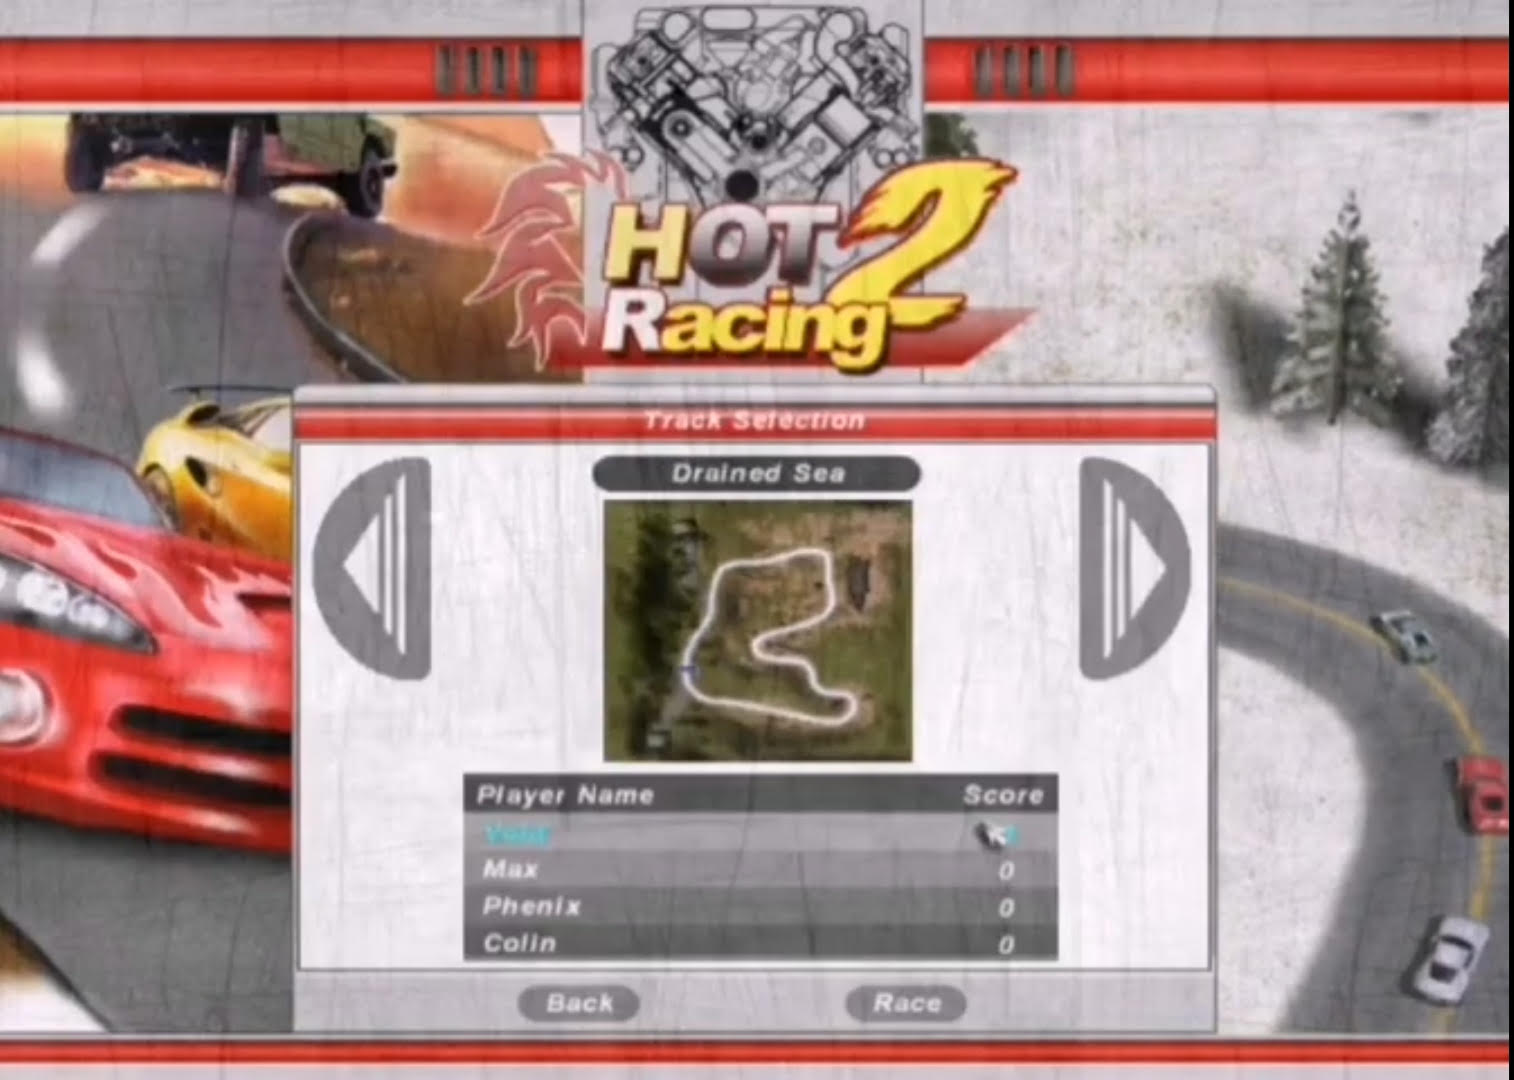 HOT 2
Racing
Track Selection
Drained Sea
Player Name Score
Max 0
Phenix 0
Colin 0
Back Race